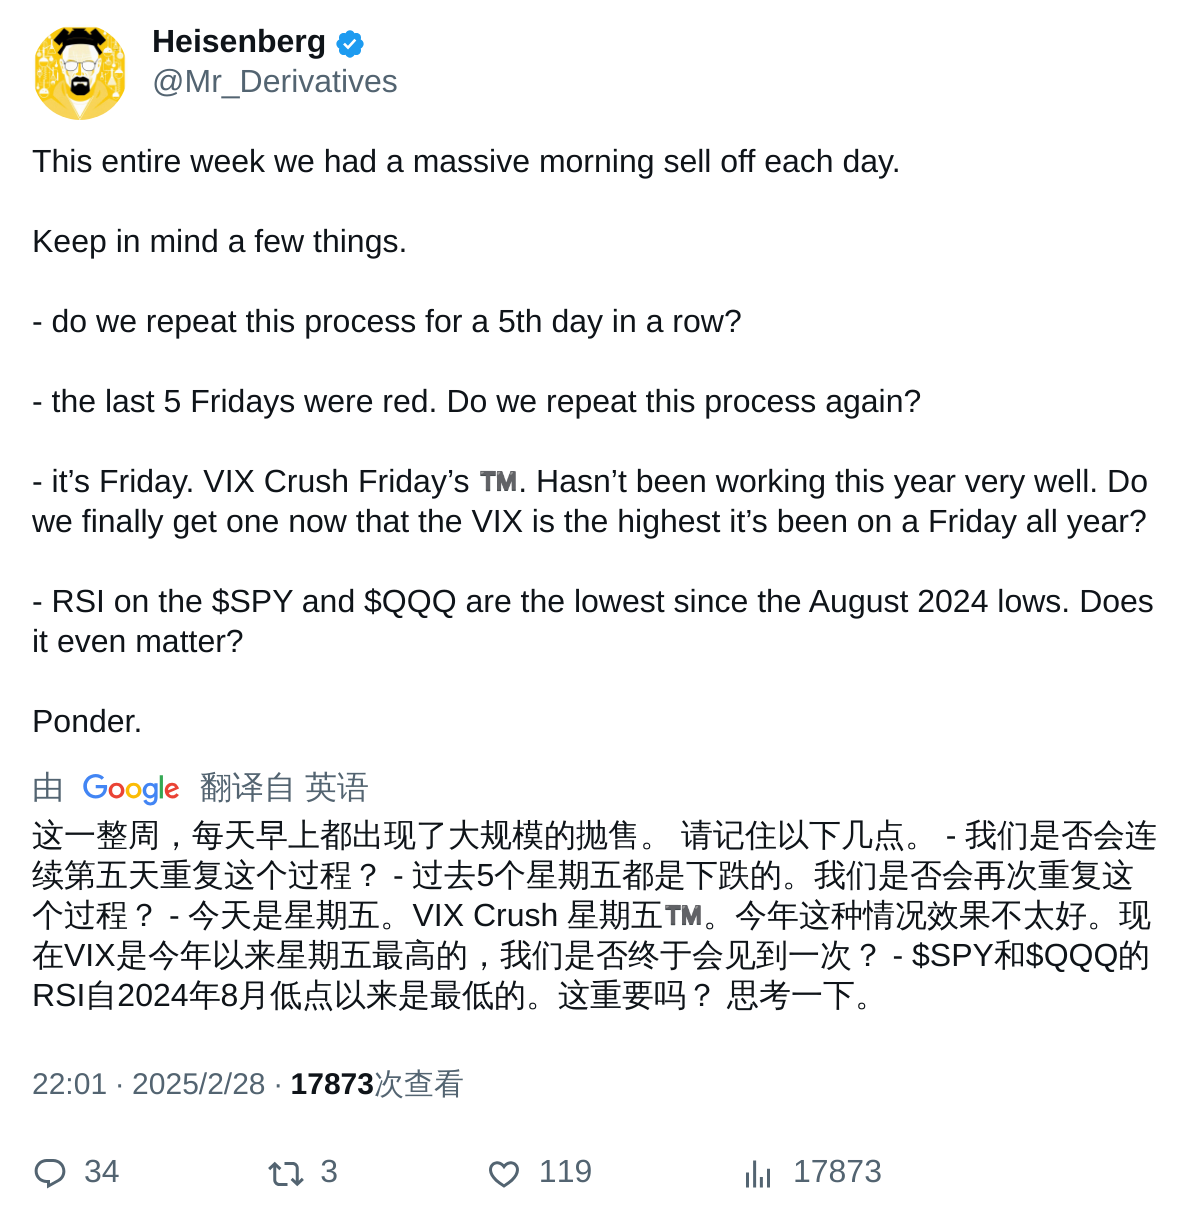 Heisenberg
@Mr_Derivatives
This entire week we had a massive morning sell off each day.
Keep in mind a few things.
- do we repeat this process for a 5th day in a row?
- the last 5 Fridays were red. Do we repeat this process again?
- it’s Friday. VIX Crush Friday’s ™️. Hasn’t been working this year very well. Do
we finally get one now that the VIX is the highest it’s been on a Friday all year?
- RSI on the $SPY and $QQQ are the lowest since the August 2024 lows. Does
it even matter?
Ponder.
由 Google 翻译自 英语
这一整周，每天早上都出现了大规模的抛售。 请记住以下几点。 - 我们是否会连
续第五天重复这个过程？ - 过去5个星期五都是下跌的。我们是否会再次重复这
个过程？ - 今天是星期五。VIX Crush 星期五™️。今年这种情况效果不太好。现
在VIX是今年以来星期五最高的，我们是否终于会见到一次？ - $SPY和$QQQ的
RSI自2024年8月低点以来是最低的。这重要吗？ 思考一下。
22:01 · 2025/2/28 · 17873次查看
34 3 119 17873